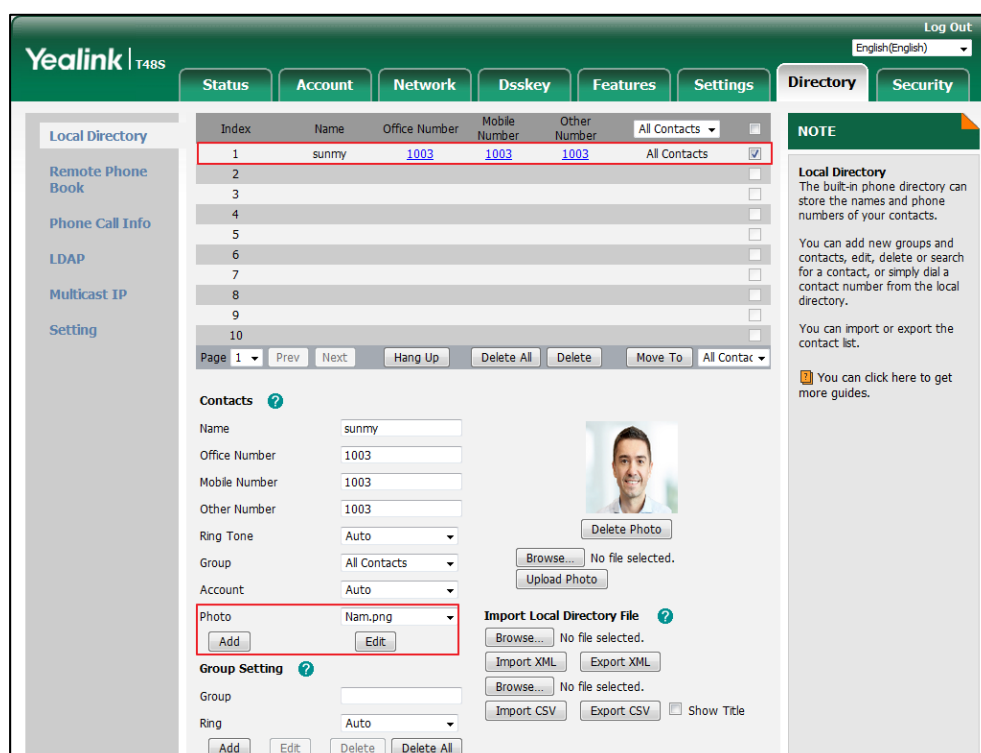 Log Out
English(English)
Yealink | T48S
Status Account Network Dsskey Features Settings Directory Security
Local Directory
Remote Phone
Book
Phone Call Info
LDAP
Multicast IP
Setting
Index Name Office Number Mobile Number Other Number All Contacts
1 sunmy 1003 1003 1003 All Contacts
2
3
4
5
6
7
8
9
10
Page 1 Prev Next Hang Up Delete All Delete Move To All Contac
Contacts ?
Name sunmy
Office Number 1003
Mobile Number 1003
Other Number 1003
Ring Tone Auto
Group All Contacts
Account Auto
Photo Nam.png
Add Edit
Delete Photo
Browse... No file selected.
Upload Photo
Import Local Directory File ?
Browse... No file selected.
Import XML Export XML
Browse... No file selected.
Import CSV Export CSV Show Title
Group Setting ?
Group
Ring Auto
Add Edit Delete Delete All
NOTE
Local Directory
The built-in phone directory can
store the names and phone
numbers of your contacts.
You can add new groups and
contacts, edit, delete or search
for a contact, or simply dial a
contact number from the local
directory.
You can import or export the
contact list.
? You can click here to get
more guides.